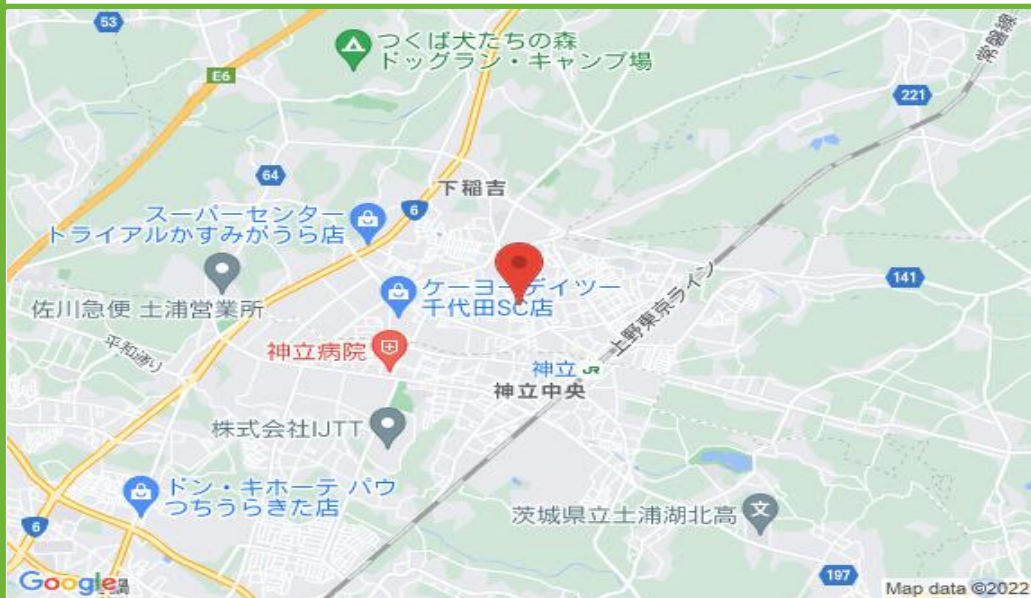 53
つくば犬たちの森
ドッグラン・キャンプ場
常磐線
E6
221
64
下稲吉
スーパーセンター
トライアルかすみがうら店
6
141
佐川急便 土浦営業所
ケーヨーデイツー
千代田SC店
上野東京ライン
平和通り
神立病院
神立 JR
神立中央
株式会社IJTT
ドン・キホーテ パウ
つちうらきた店
茨城県立土浦湖北高
文
6
197
Google
Map data ©2022